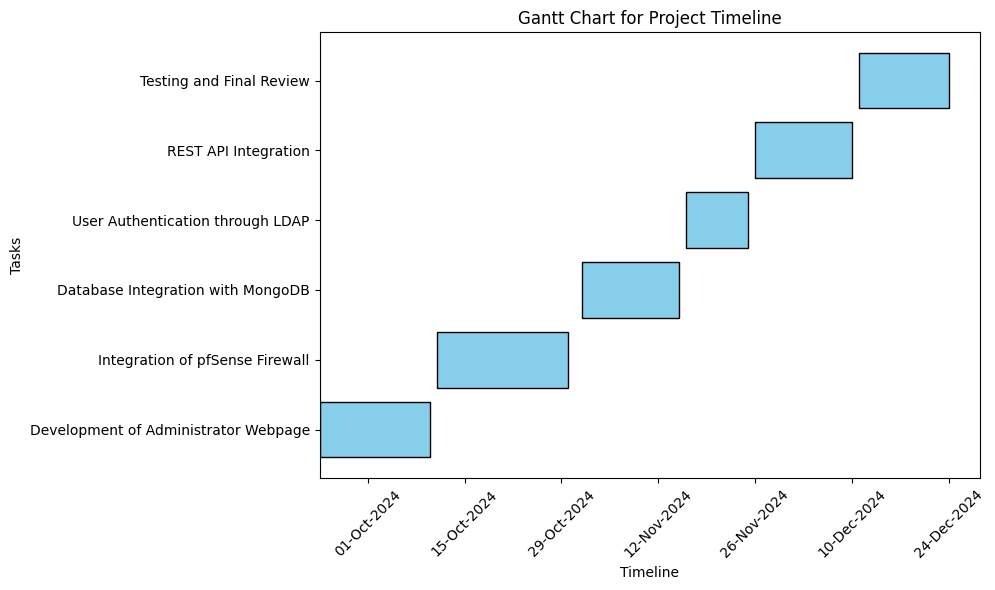 Gantt Chart for Project Timeline
Tasks
Testing and Final Review
REST API Integration
User Authentication through LDAP
Database Integration with MongoDB
Integration of pfSense Firewall
Development of Administrator Webpage
01-Oct-2024
15-Oct-2024
29-Oct-2024
12-Nov-2024
26-Nov-2024
10-Dec-2024
24-Dec-2024
Timeline